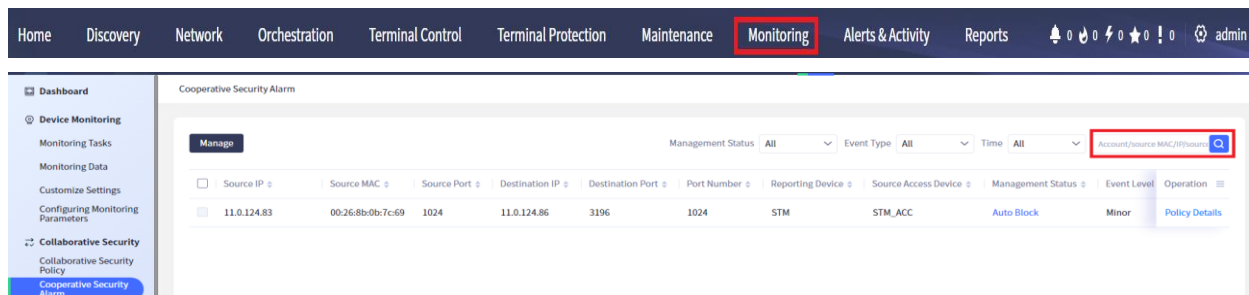 Home Discovery Network Orchestration Terminal Control Terminal Protection Maintenance Monitoring Alerts & Activity Reports 0 0 0 0 0 admin
Dashboard
Cooperative Security Alarm
Device Monitoring
Monitoring Tasks
Manage
Management Status All Event Type All Time All Account/source MAC/IP/source
Monitoring Data
Source IP Source MAC Source Port Destination IP Destination Port Port Number Reporting Device Source Access Device Management Status Event Level Operation
Customize Settings
Configuring Monitoring
Parameters
11.0.124.83 00:26:8b:0b:7c:69 1024 11.0.124.86 3196 1024 STM STM_ACC Auto Block Minor Policy Details
Collaborative Security
Collaborative Security
Policy
Cooperative Security
Alarm